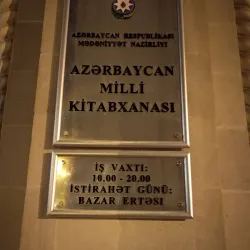 AZƏRBAYCAN RESPUBLİKASI
MƏDƏNİYYƏT NAZİRLİYİ
AZƏRBAYCAN
MİLLİ
KİTABXANASI
İŞ VAXTI:
10.00 - 20.00
İSTİRAHƏT GÜNÜ:
BAZAR ERTƏSİ